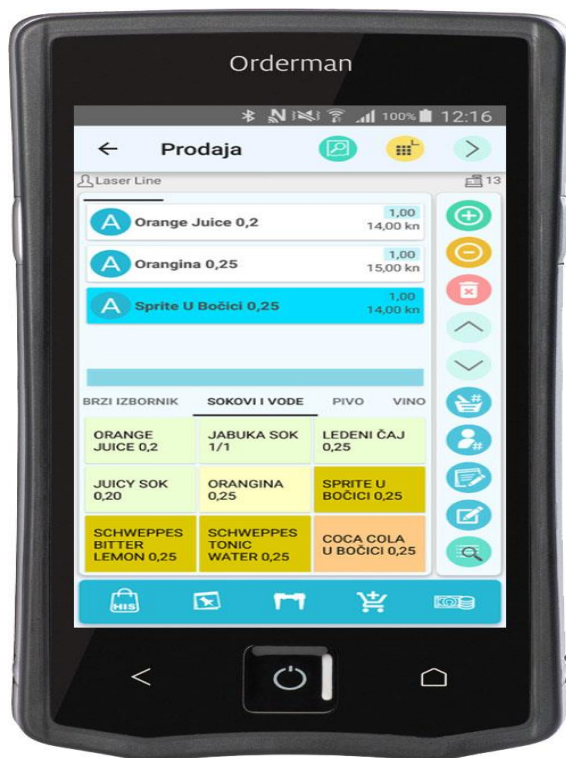 Orderman
100% 12:16
Prodaja
Laser Line 13
A Orange Juice 0,2 1,00
14,00 kn
A Orangina 0,25 1,00
15,00 kn
A Sprite U Bočici 0,25 1,00
14,00 kn
BRZI IZBORNIK SOKOVI I VODE PIVO VINO
ORANGE
JUICE 0,2
JABUKA SOK
1/1
LEDENI ČAJ
0,25
JUICY SOK
0,20
ORANGINA
0,25
SPRITE U
BOČICI 0,25
SCHWEPPES
BITTER
LEMON 0,25
SCHWEPPES
TONIC
WATER 0,25
COCA COLA
U BOČICI 0,25
HIS